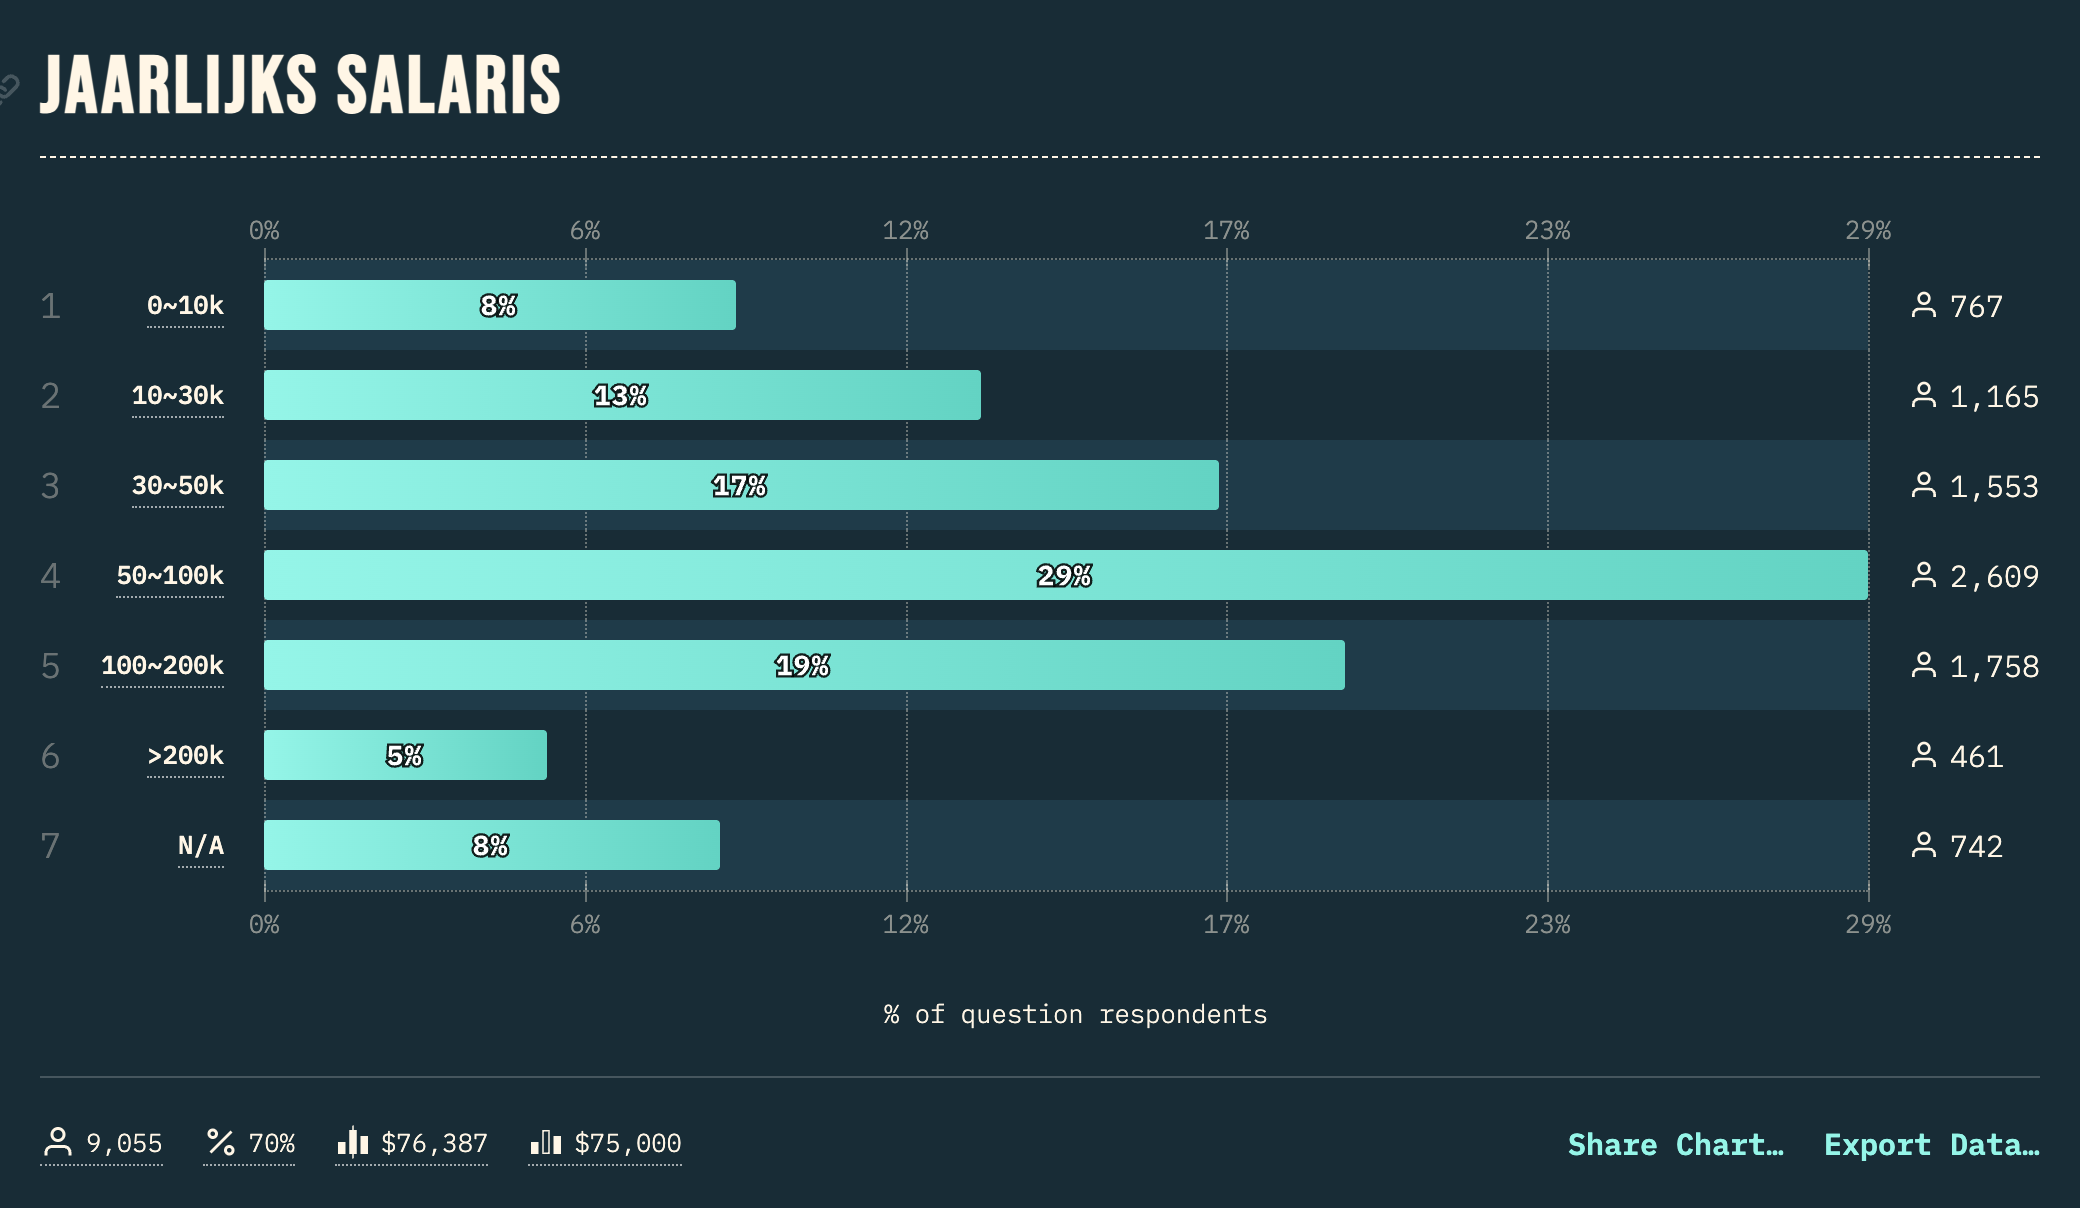 JAARLIJKS SALARIS
0% 6% 12% 17% 23% 29%
1 0~10k 8% 767
2 10~30k 13% 1,165
3 30~50k 17% 1,553
4 50~100k 29% 2,609
5 100~200k 19% 1,758
6 >200k 5% 461
7 N/A 8% 742
0% 6% 12% 17% 23% 29%
% of question respondents
9,055 70% $76,387 $75,000 Share Chart… Export Data…